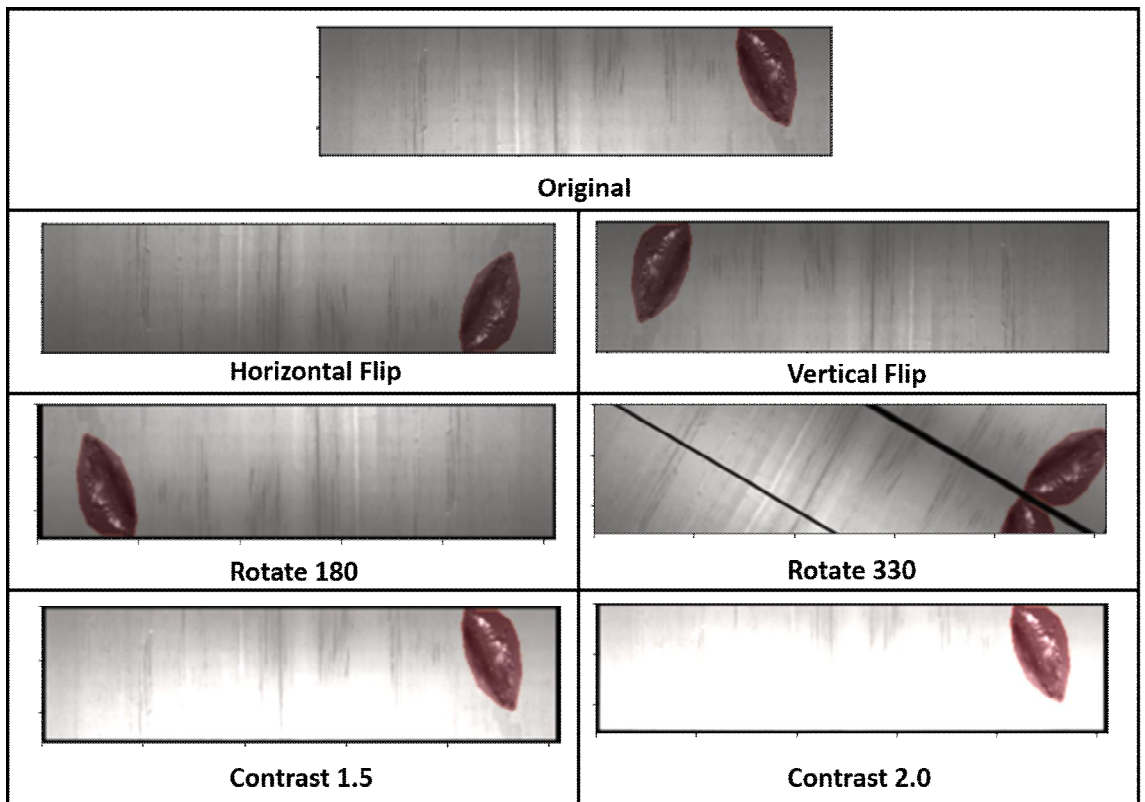 Original
Horizontal Flip
Vertical Flip
Rotate 180
Rotate 330
Contrast 1.5
Contrast 2.0